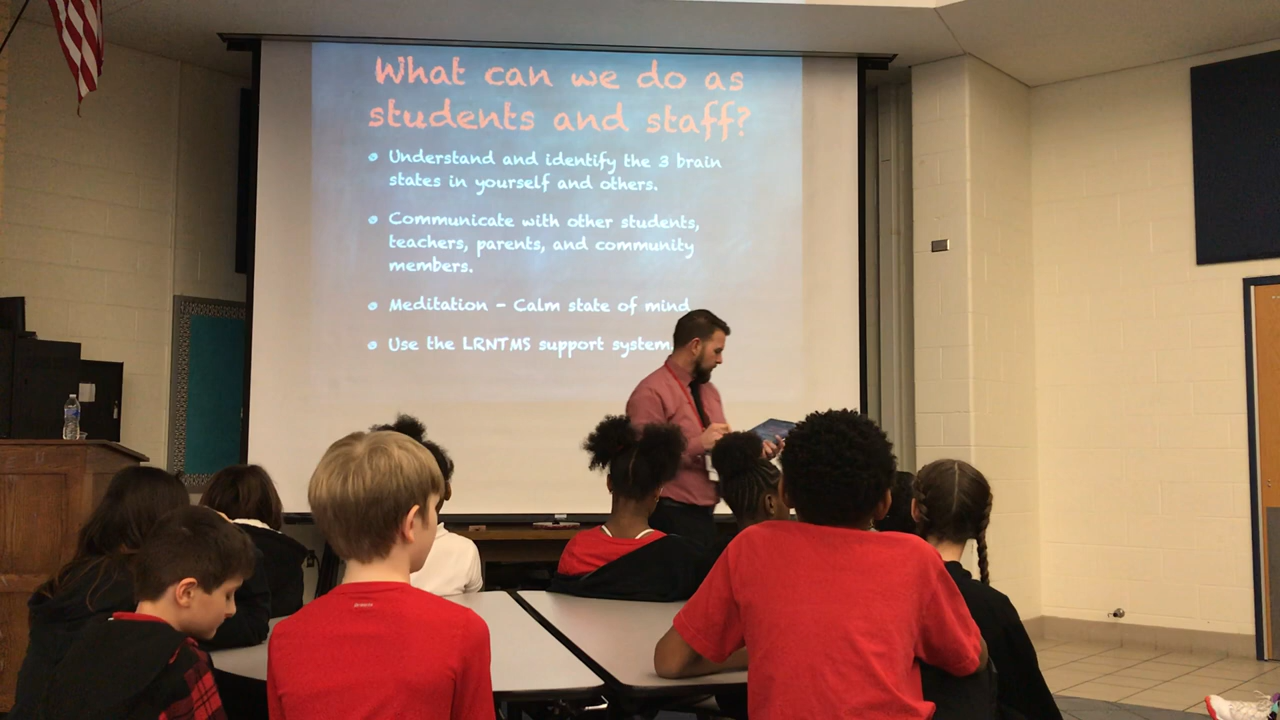 What can we do as
students and staff?
Understand and identify the 3 brain
states in yourself and others.
Communicate with other students,
teachers, parents, and community
members.
Meditation - Calm state of mind
Use the LRNTMS support system